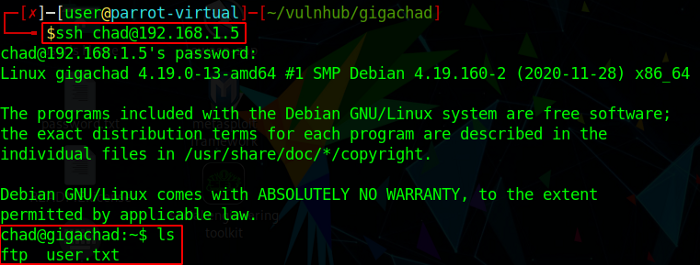 [✗]─[user@parrot-virtual]─[~/vulnhub/gigachad]
$ssh chad@192.168.1.5
chad@192.168.1.5's password:
Linux gigachad 4.19.0-13-amd64 #1 SMP Debian 4.19.160-2 (2020-11-28) x86_64
The programs included with the Debian GNU/Linux system are free software;
the exact distribution terms for each program are described in the
individual files in /usr/share/doc/*/copyright.
Debian GNU/Linux comes with ABSOLUTELY NO WARRANTY, to the extent
permitted by applicable law.
chad@gigachad:~$ ls
ftp  user.txt
toolkit